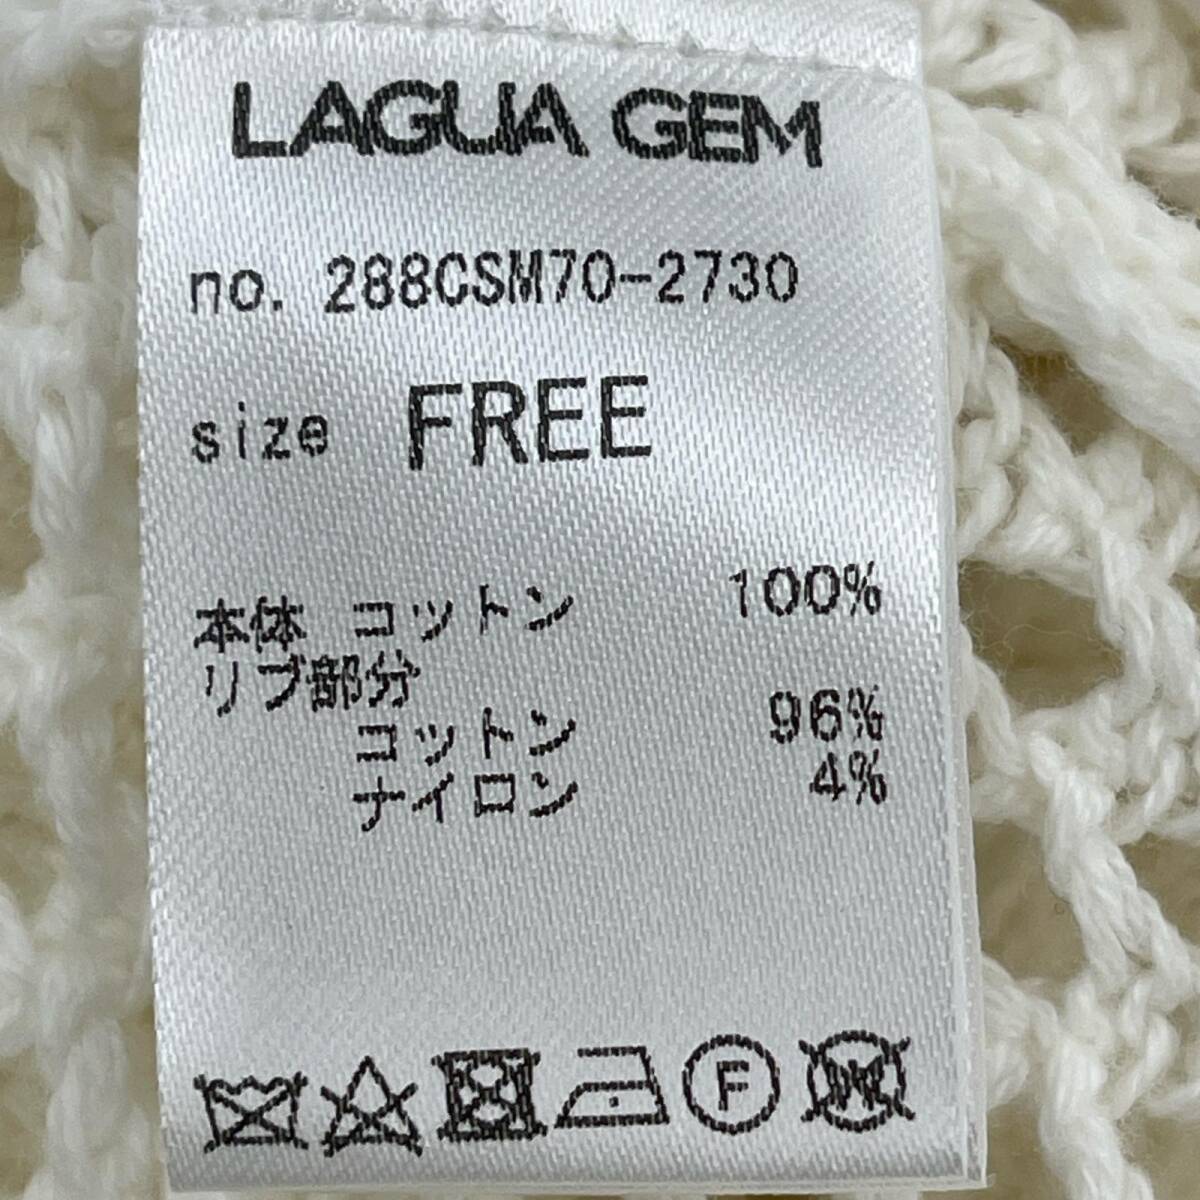 LAGUA GEM
no. 288CSM70-2730
size FREE
本体 コットン 100%
リブ部分
コットン 96%
ナイロン 4%
F W